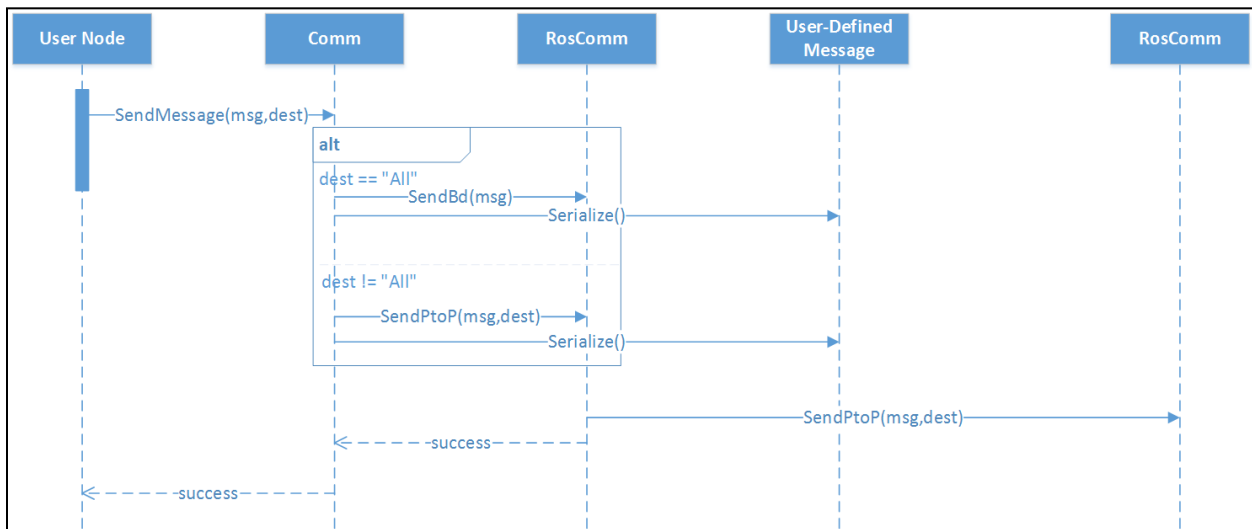 User Node
Comm
RosComm
User-Defined
Message
RosComm
SendMessage(msg,dest)
alt
dest == "All"
SendBd(msg)
Serialize()
dest != "All"
SendPtoP(msg,dest)
Serialize()
SendPtoP(msg,dest)
success
success